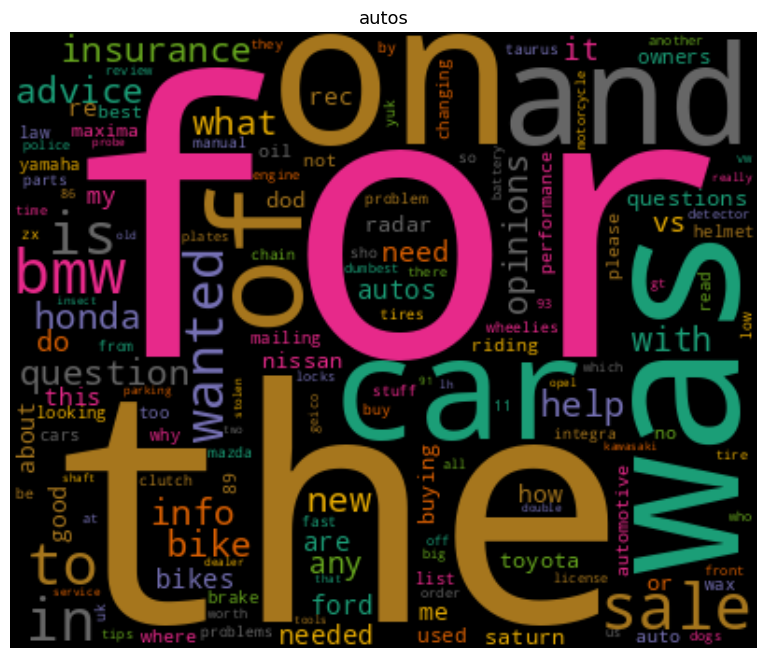 autos
insurance
they
by
on
and
taurus
it
another
owners
review
advice
re
best
rec
what
yuk
changing
motorcycle
law
maxima
police
probe
manual
oil
not
so
vw
yamaha
engine
battery
really
parts
86
my
for
of
dod
problem
opinions
performance
please
questions
time
is
zx
old
plates
radar
vs
detector
helmet
bmw
wanted
chain
sho
need
dumbest
there
autos
gt
read
was
insect
honda
tires
wheelies
low
do
from
mailing
riding
with
question
nissan
car
which
parking
locks
stuff
91
lh
opel
this
stolen
geico
buy
11
help
looking
too
about
cars
why
two
integra
no
kawasaki
mazda
the
all
tire
shaft
clutch
89
buying
automotive
be
good
new
how
double
who
info
at
fast
bike
are
off
big
to
dealer
any
toyota
front
bikes
that
list
license
or
wax
service
brake
ford
order
sale
in
uk
worth
tools
me
us
tips
where
problems
needed
used
saturn
auto
dogs